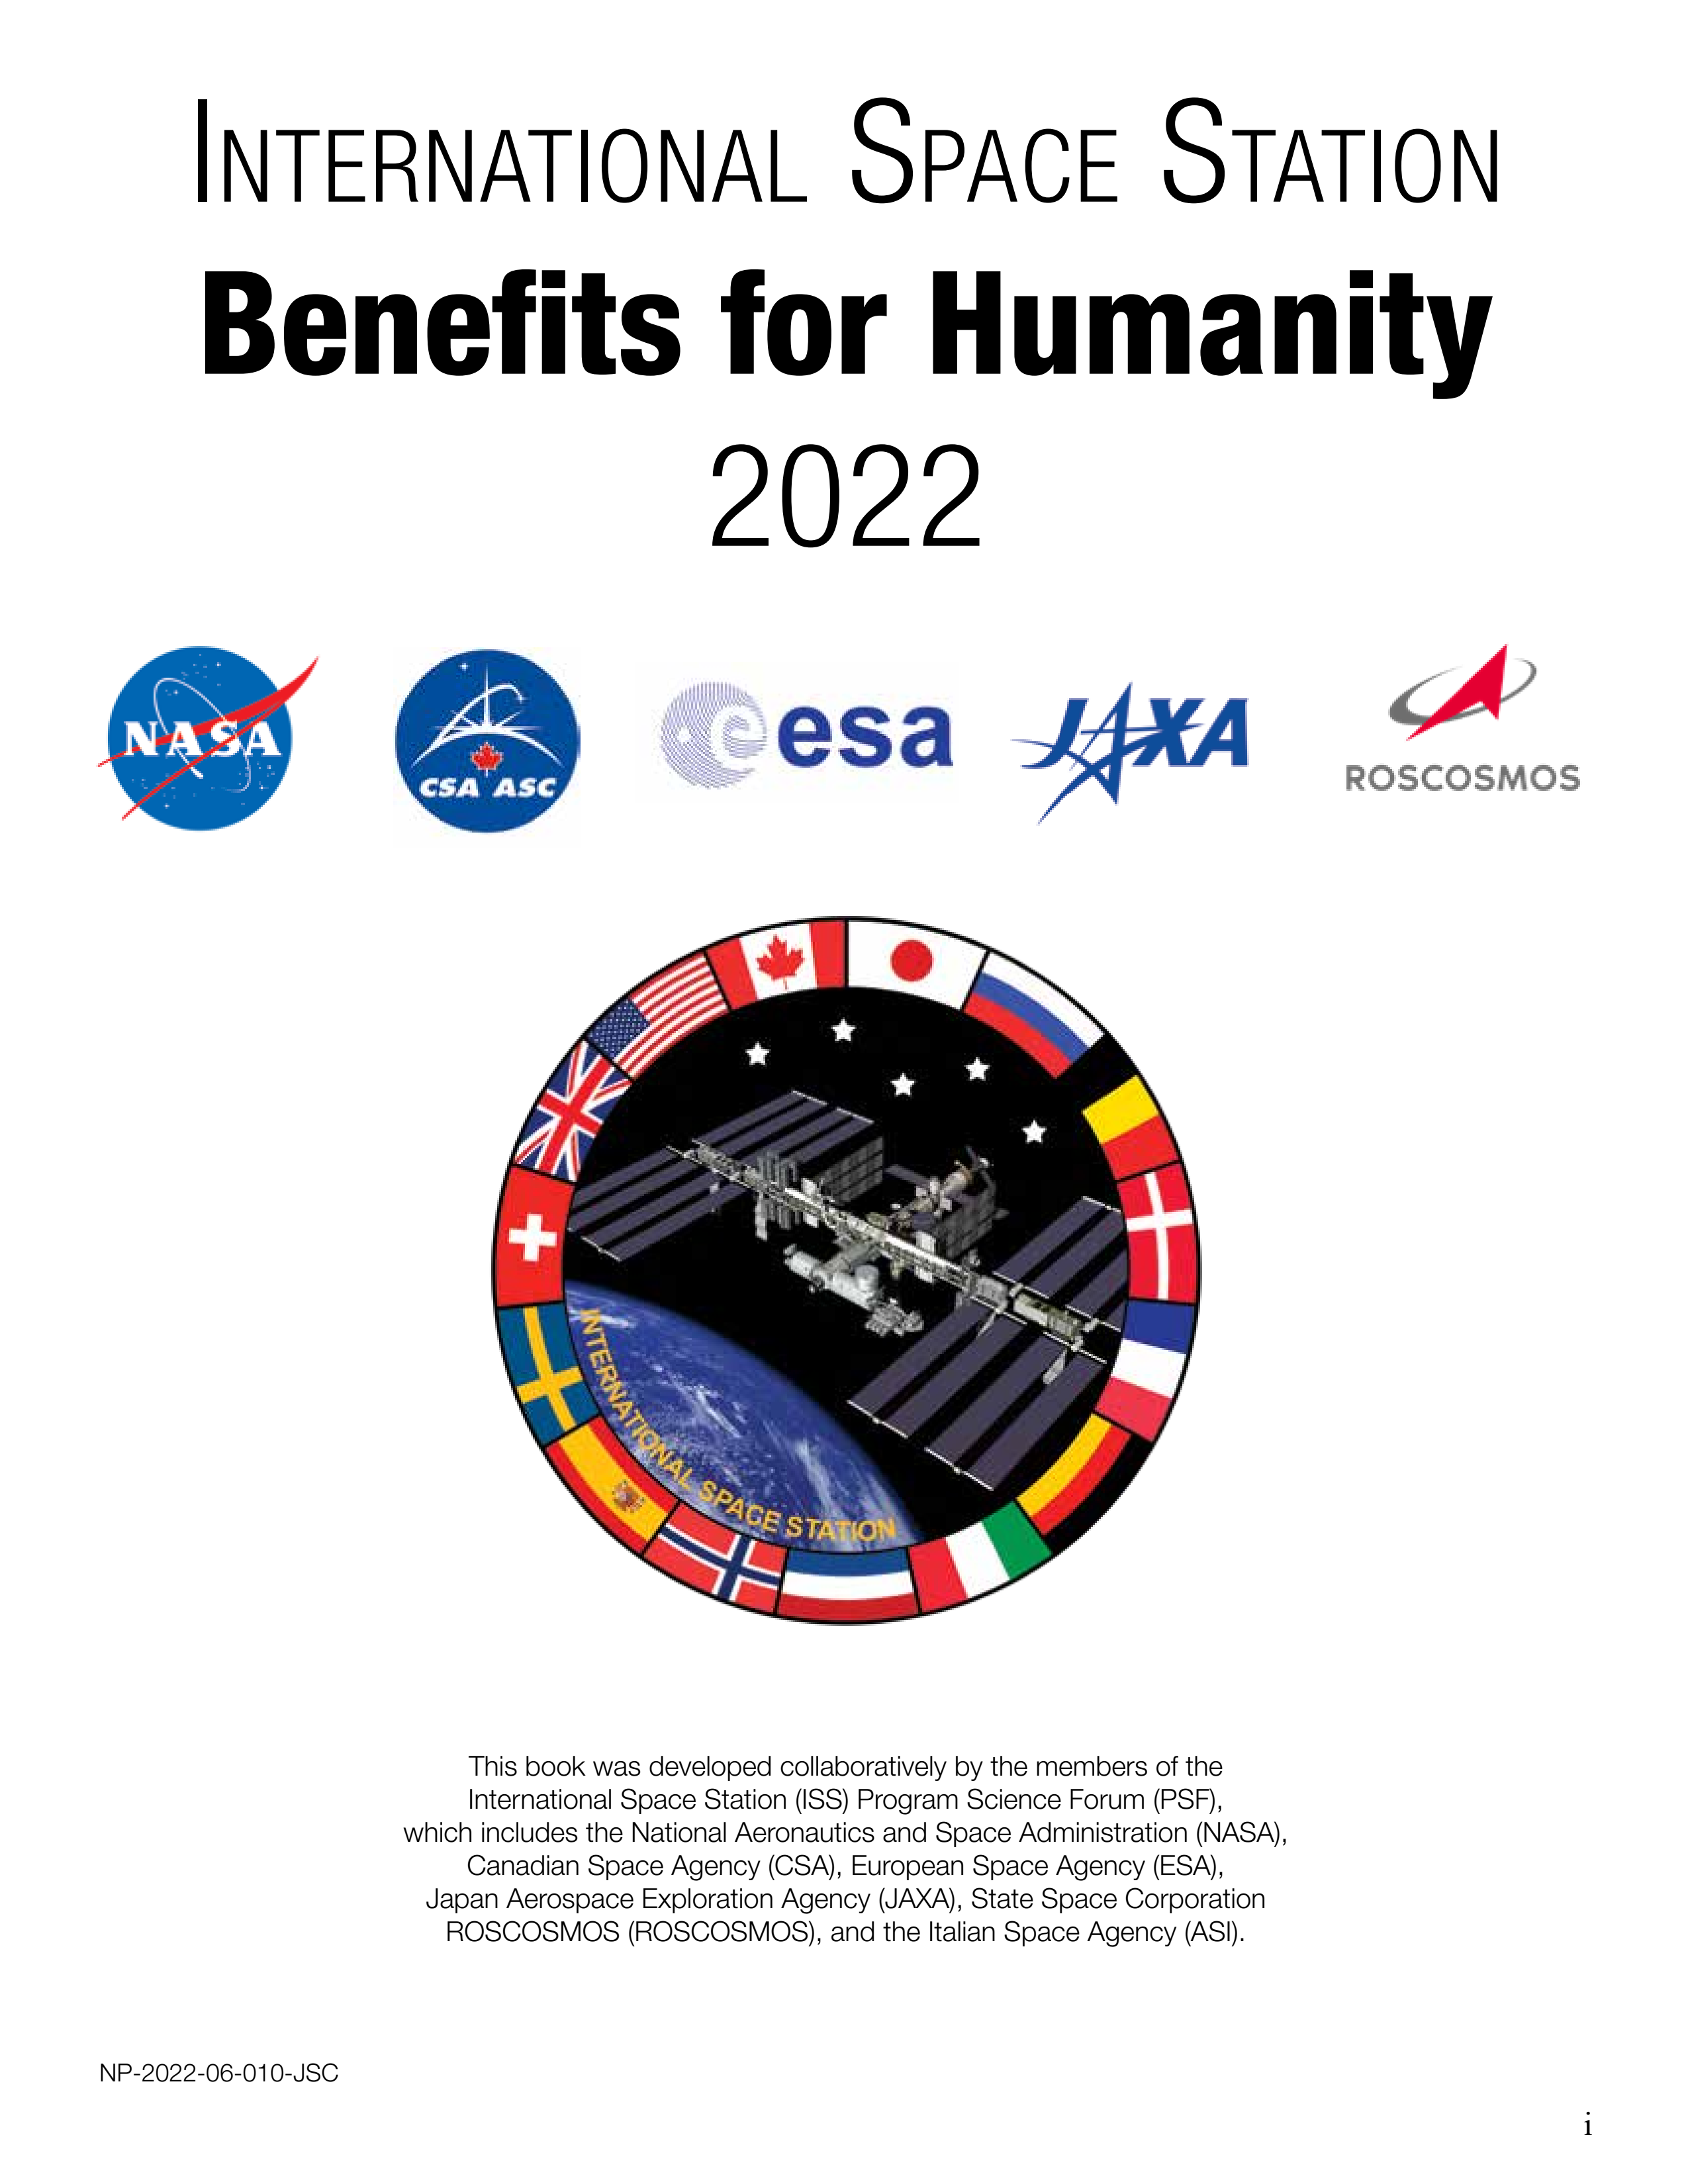 INTERNATIONAL SPACE STATION
Benefits for Humanity
2022
NASA
CSA ASC
esa
JAXA
ROSCOSMOS
INTERNATIONAL SPACE STATION
This book was developed collaboratively by the members of the
International Space Station (ISS) Program Science Forum (PSF),
which includes the National Aeronautics and Space Administration (NASA),
Canadian Space Agency (CSA), European Space Agency (ESA),
Japan Aerospace Exploration Agency (JAXA), State Space Corporation
ROSCOSMOS (ROSCOSMOS), and the Italian Space Agency (ASI).
NP-2022-06-010-JSC
i